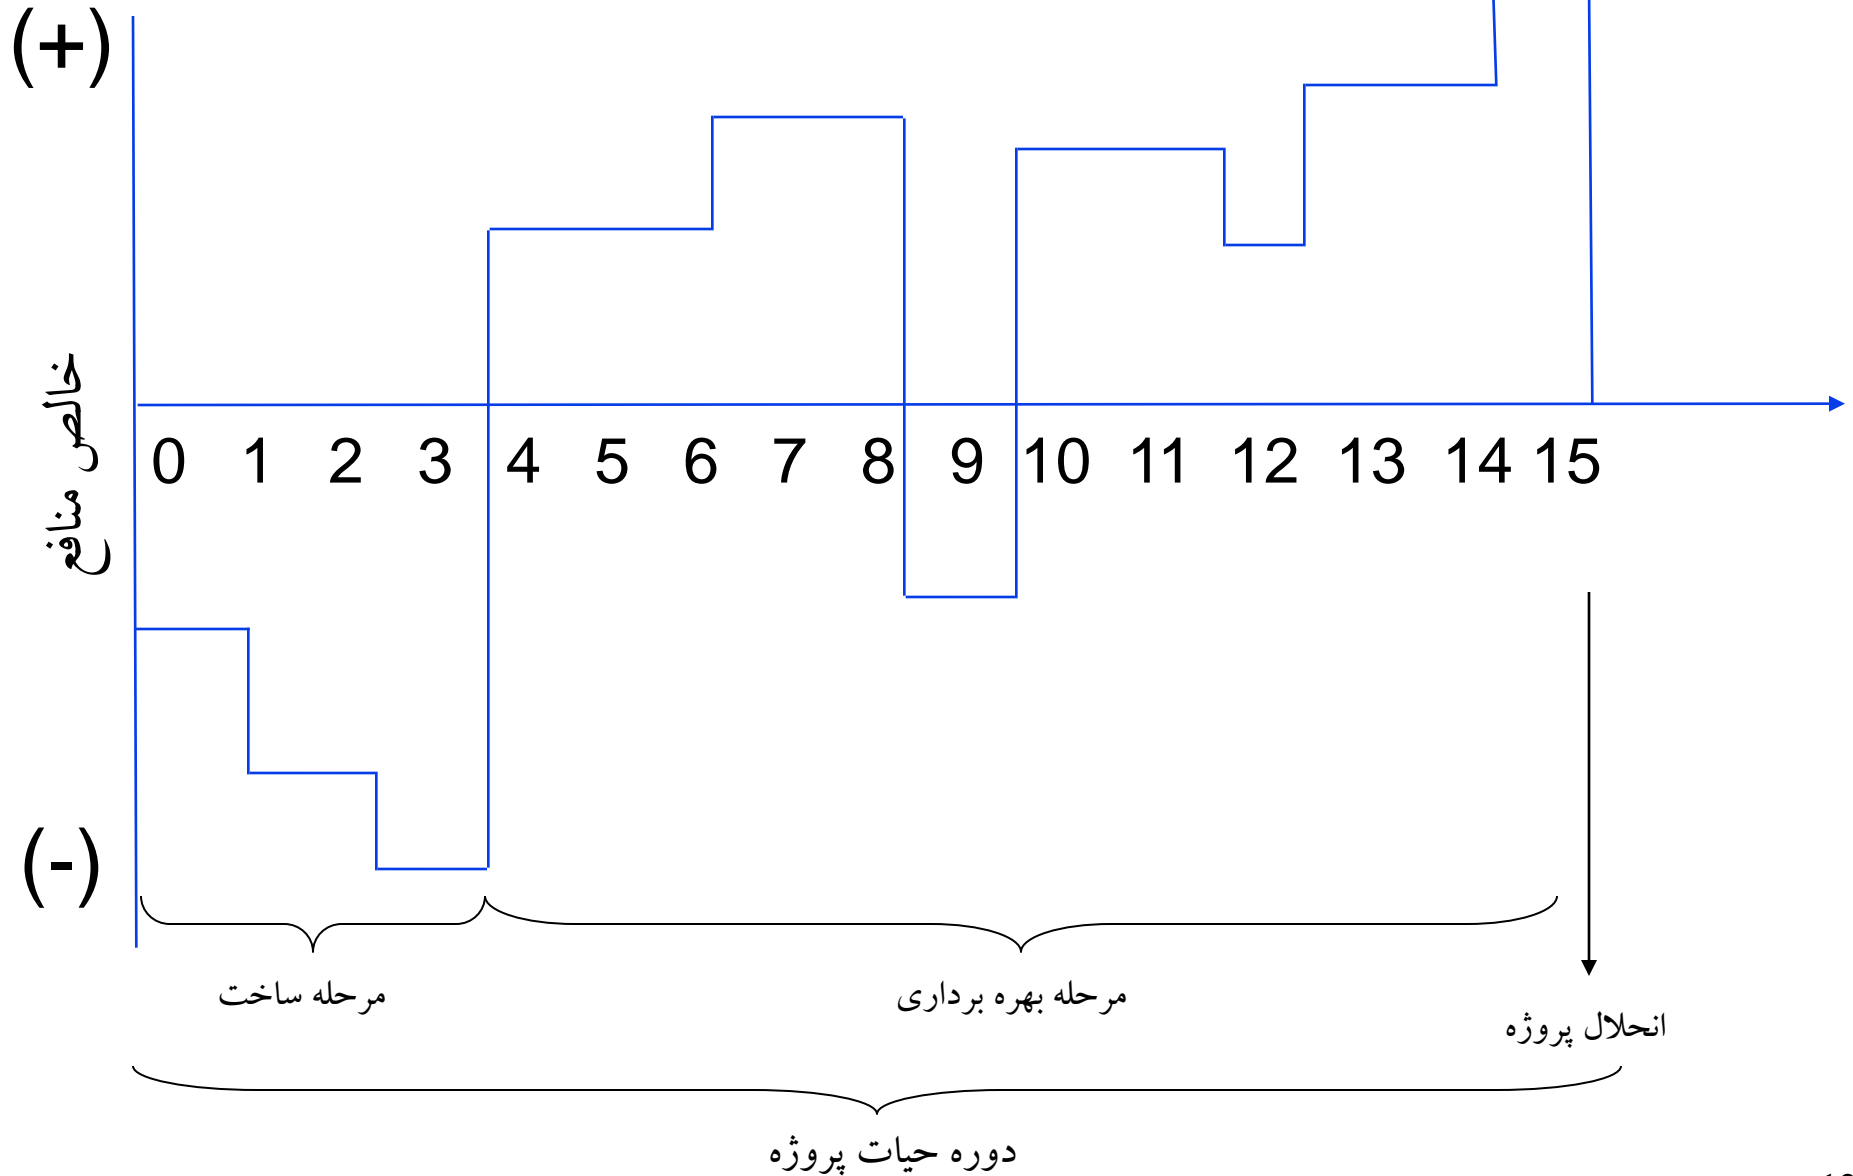 (+)
خالص منافع
0 1 2 3 4 5 6 7 8 9 10 11 12 13 14 15
(-)
مرحله ساخت
مرحله بهره برداری
انحلال پروژه
دوره حیات پروژه